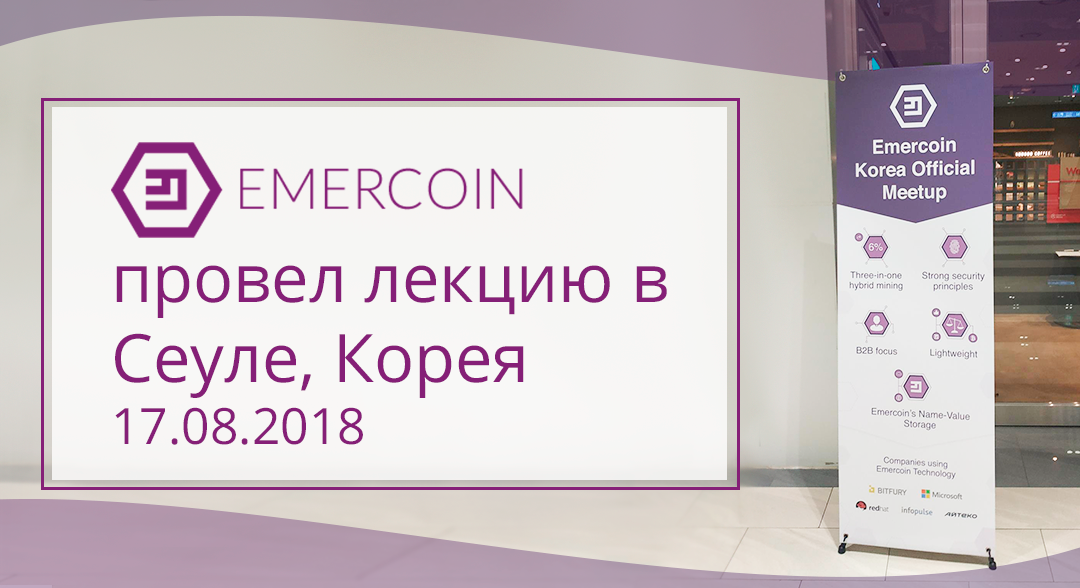 EMERCOIN
провел лекцию в
Сеуле, Корея
17.08.2018
Emercoin
Korea Official
Meetup
6%
Three-in-one
hybrid mining
Strong security
principles
B2B focus
Lightweight
Emercoin's Name-Value
Storage
Companies using
Emercoin Technology
BITFURY
Microsoft
redhat
infopulse
АЙТЕКО